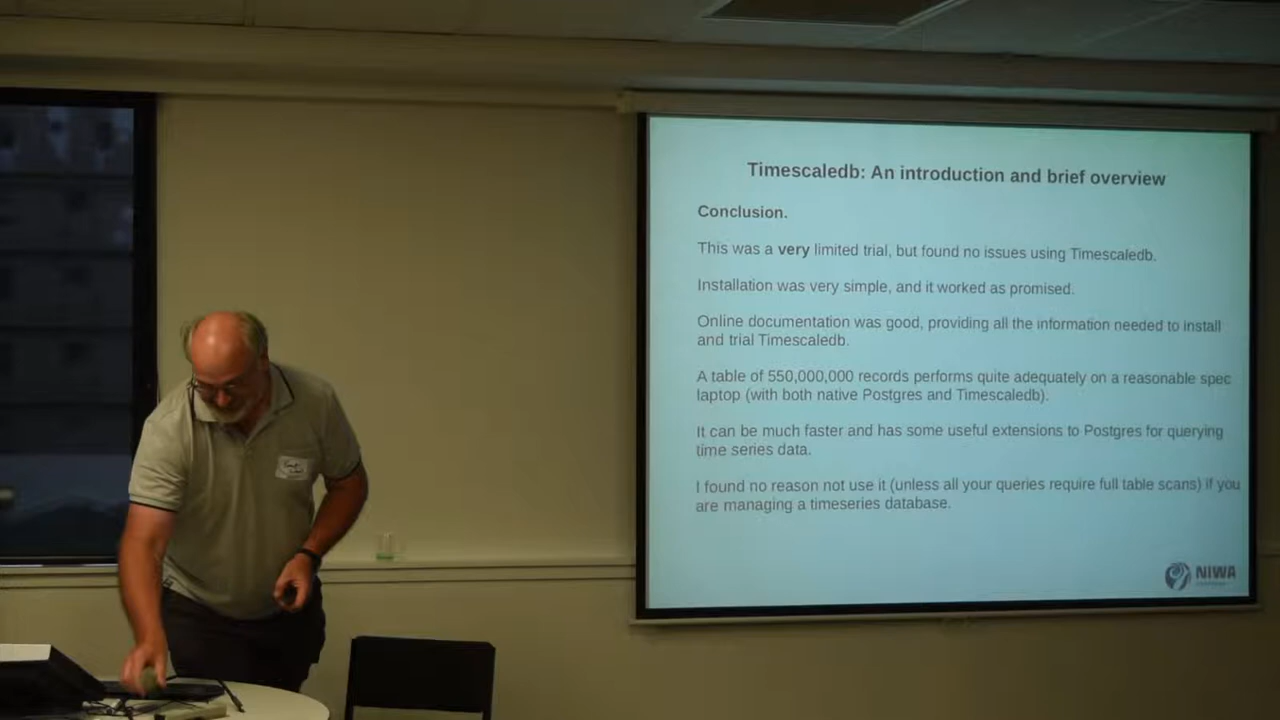 Timescaledb: An introduction and brief overview
Conclusion.
This was a very limited trial, but found no issues using Timescaledb.
Installation was very simple, and it worked as promised.
Online documentation was good, providing all the information needed to install
and trial Timescaledb.
A table of 550,000,000 records performs quite adequately on a reasonable spec
laptop (with both native Postgres and Timescaledb).
It can be much faster and has some useful extensions to Postgres for querying
time series data.
I found no reason not use it (unless all your queries require full table scans) if you
are managing a timeseries database.
NIWA